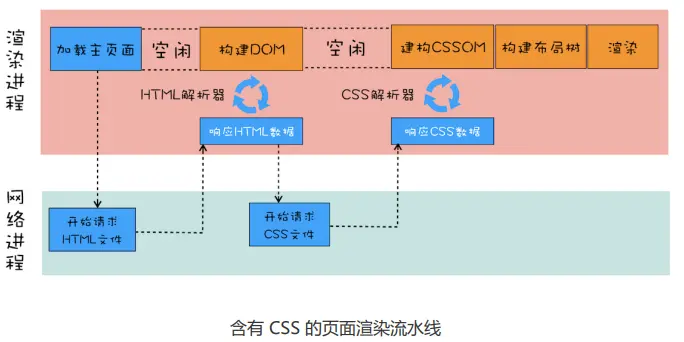 渲染进程
加载主页面
空闲
构建DOM
空闲
建构CSSOM
构建布局树
渲染
HTML解析器
CSS解析器
响应HTML数据
响应CSS数据
网络进程
开始请求
HTML文件
开始请求
CSS文件
含有 CSS 的页面渲染流水线